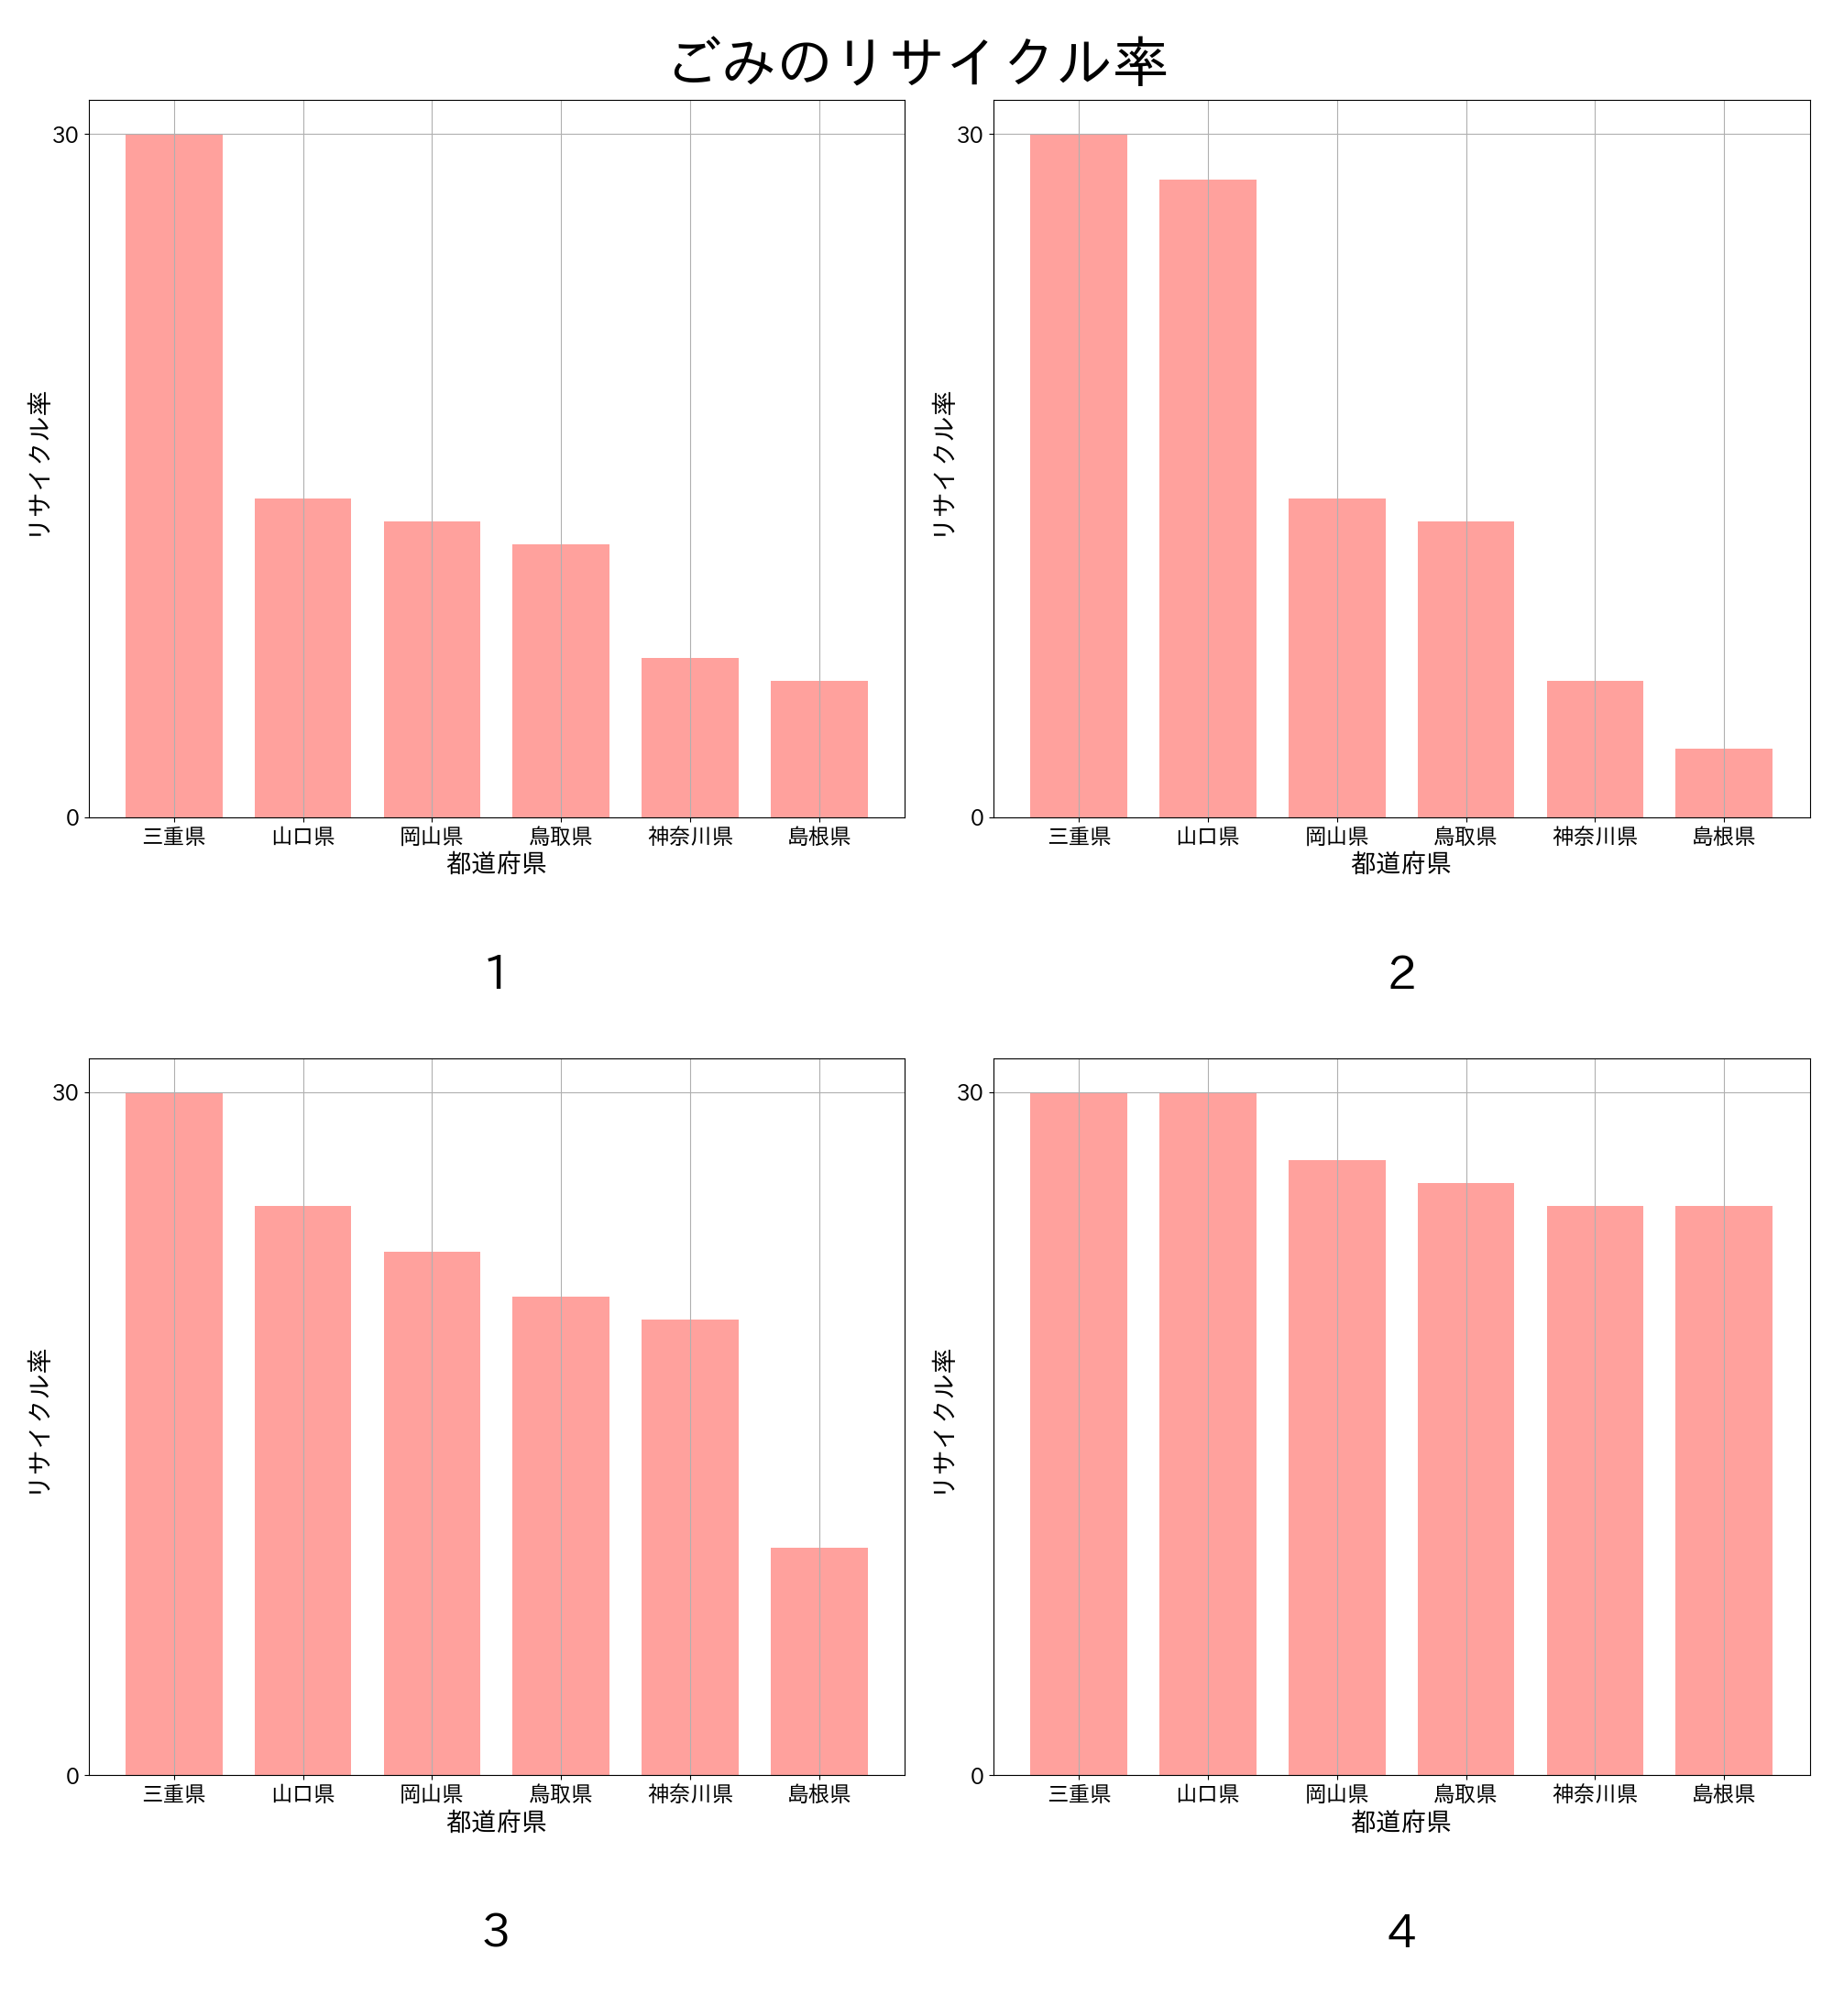 ごみのリサイクル率
30
0
リサイクル率
三重県 山口県 岡山県 鳥取県 神奈川県 島根県
都道府県
1
30
0
リサイクル率
三重県 山口県 岡山県 鳥取県 神奈川県 島根県
都道府県
2
30
0
リサイクル率
三重県 山口県 岡山県 鳥取県 神奈川県 島根県
都道府県
3
30
0
リサイクル率
三重県 山口県 岡山県 鳥取県 神奈川県 島根県
都道府県
4